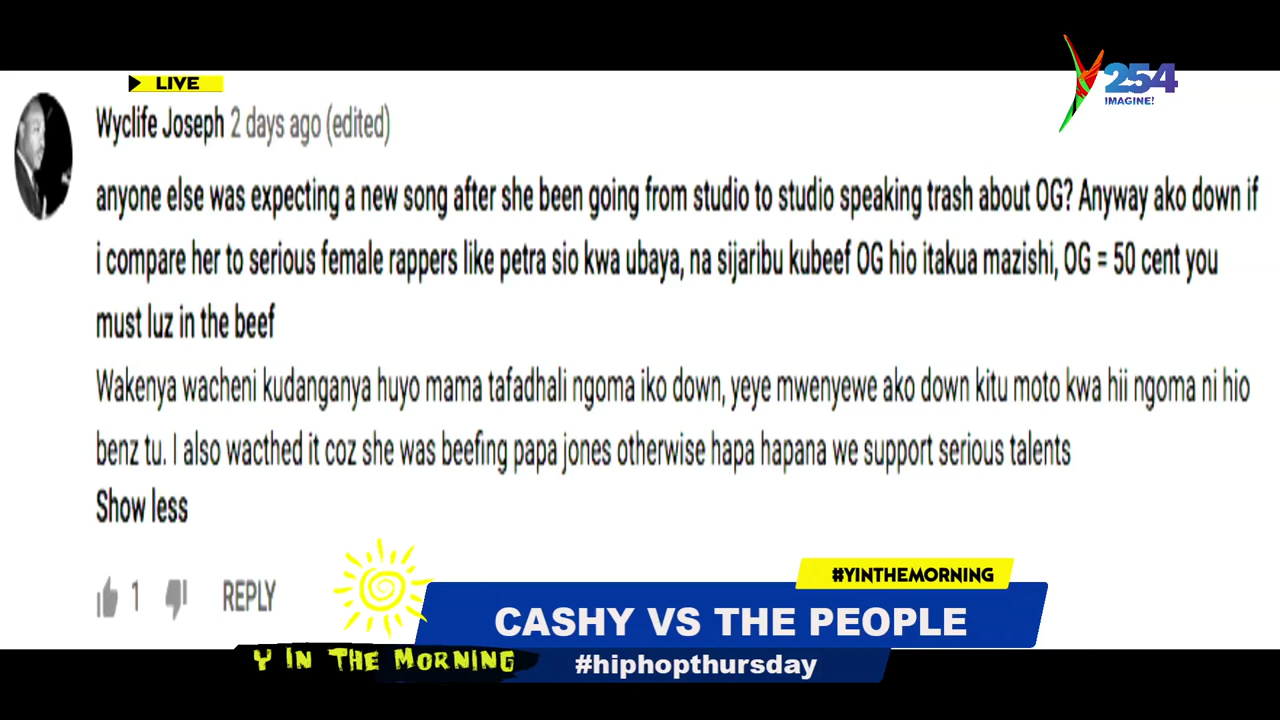 LIVE
254
IMAGINE!
Wyclife Joseph 2 days ago (edited)
anyone else was expecting a new song after she been going from studio to studio speaking trash about OG? Anyway ako down if
i compare her to serious female rappers like petra sio kwa ubaya, na sijaribu kubeef OG hio itakua mazishi, OG = 50 cent you
must luz in the beef
Wakenya wacheni kudanganya huyo mama tafadhali ngoma iko down, yeye mwenyewe ako down kitu moto kwa hii ngoma ni hio
benz tu. I also wacthed it coz she was beefing papa jones otherwise hapa hapana we support serious talents
Show less
1 REPLY
#YINTHEMORNING
CASHY VS THE PEOPLE
Y IN THE MORNING
#hiphopthursday